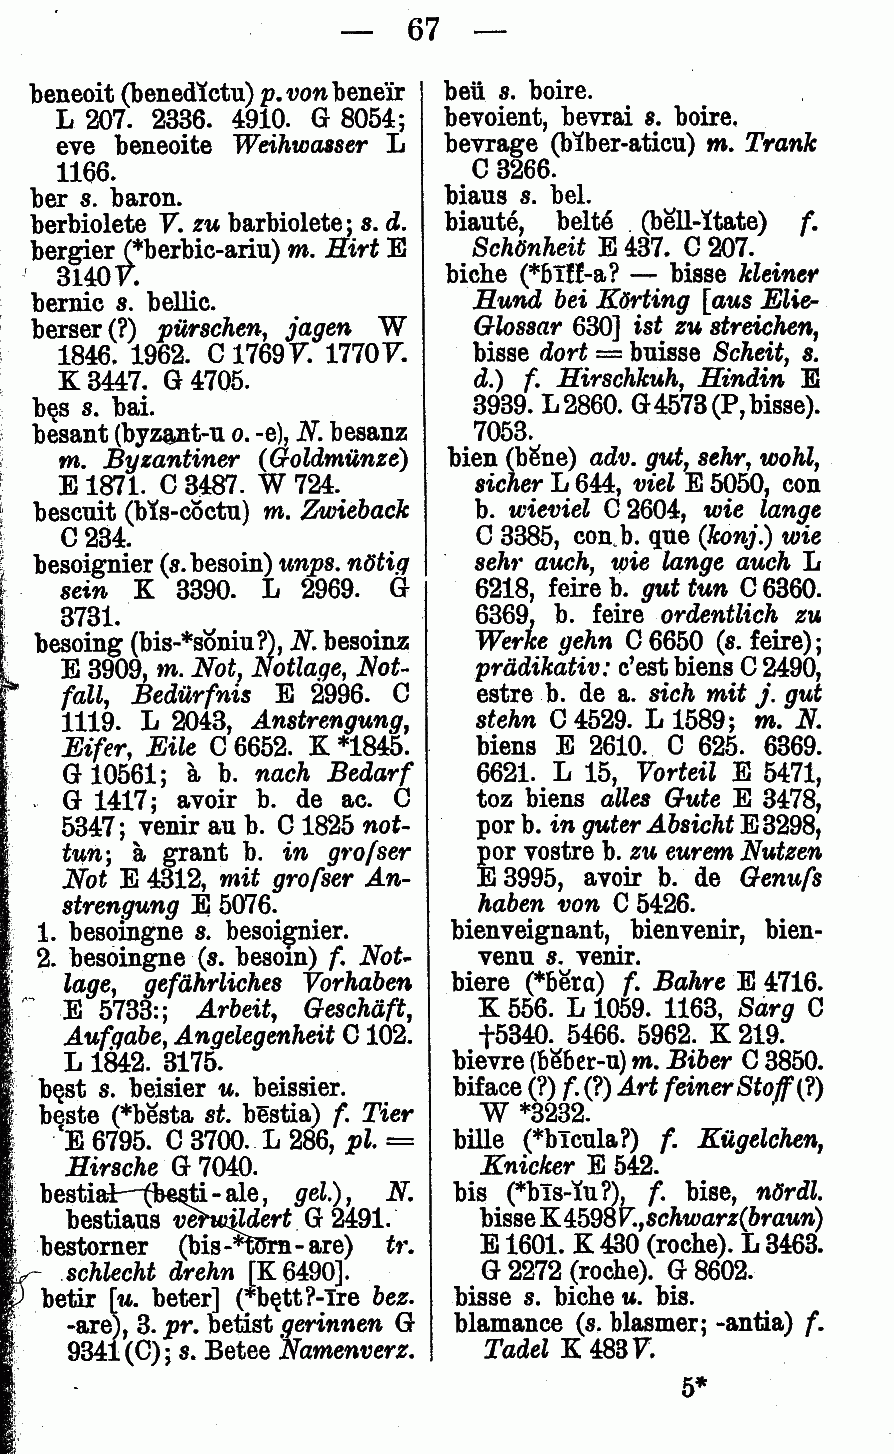 — 67 —
beneoit (benedĭctu) p. von beneïr
L 207. 2336. 4910. G 8054;
eve beneoite Weihwasser L
1166.
ber s. baron.
berbiolete V. zu barbiolete; s. d.
bergier (*berbic-ariu) m. Hirt E
3140 V.
bernic s. bellic.
berser (?) pürschen, jagen W
1846. 1962. C 1769 V. 1770 V.
K 3447. G 4705.
bęs s. bai.
besant (byzant-u o. -e), N. besanz
m. Byzantiner (Goldmünze)
E 1871. C 3487. W 724.
bescuit (bĭs-cŏctu) m. Zwieback
C 234.
besoignier (s. besoin) unps. nötig
sein K 3390. L 2969. G
3731.
besoing (bis-*sŏniu?), N. besoinz
E 3909, m. Not, Notlage, Not-
fall, Bedürfnis E 2996. C
1119. L 2043, Anstrengung,
Eifer, Eile C 6652. K *1845.
G 10561; à b. nach Bedarf
G 1417; avoir b. de ac. C
5347; venir au b. C 1825 not-
tun; à grant b. in groſser
Not E 4312, mit groſser An-
strengung E 5076.
1. besoingne s. besoignier.
2. besoingne (s. besoin) f. Not-
lage, gefährliches Vorhaben
E 5733:; Arbeit, Geschäft,
Aufgabe, Angelegenheit C 102.
L 1842. 3175.
bęst s. beisier u. beissier.
bęste (*bĕsta st. bēstia) f. Tier
E 6795. C 3700. L 286, pl. =
Hirsche G 7040.
bestial (besti-ale, gel.), N.
bestiaus verwildert G 2491.
bestorner (bis-*tōrn-are) tr.
schlecht drehn [K 6490].
betir [u. beter] (*bętt?-īre bez.
-are), 3. pr. betist gerinnen G
9341 (C); s. Betee Namenverz.
beü s. boire.
bevoient, bevrai s. boire.
bevrage (bĭber-aticu) m. Trank
C 3266.
biaus s. bel.
biauté, belté (bĕll-ĭtate) f.
Schönheit E 437. C 207.
biche (*bīff-a? — bisse kleiner
Hund bei Körting [aus Elie-
Glossar 630] ist zu streichen,
bisse dort = buisse Scheit, s.
d.) f. Hirschkuh, Hindin E
3939. L 2860. G 4573 (P, bisse).
7053.
bien (bĕne) adv. gut, sehr, wohl,
sicher L 644, viel E 5050, con
b. wieviel C 2604, wie lange
C 3385, con b. que (konj.) wie
sehr auch, wie lange auch L
6218, feire b. gut tun C 6360.
6369, b. feire ordentlich zu
Werke gehn C 6650 (s. feire);
prädikativ: c'est biens C 2490,
estre b. de a. sich mit j. gut
stehn C 4529. L 1589; m. N.
biens E 2610. C 625. 6369.
6621. L 15, Vorteil E 5471,
toz biens alles Gute E 3478,
por b. in guter Absicht E 3298,
por vostre b. zu eurem Nutzen
E 3995, avoir b. de Genuſs
haben von C 5426.
bienveignant, bienvenir, bien-
venu s. venir.
biere (*bĕra) f. Bahre E 4716.
K 556. L 1059. 1163, Sarg C
†5340. 5466. 5962. K 219.
bievre (bĕber-u) m. Biber C 3850.
biface (?) f. (?) Art feiner Stoff (?)
W *3232.
bille (*bīcula?) f. Kügelchen,
Knicker E 542.
bis (*bīs-ĭu?), f. bise, nördl.
bisse K 4598 V., schwarz(braun)
E 1601. K 430 (roche). L 3463.
G 2272 (roche). G 8602.
bisse s. biche u. bis.
blamance (s. blasmer; -antia) f.
Tadel K 483 V.
5*